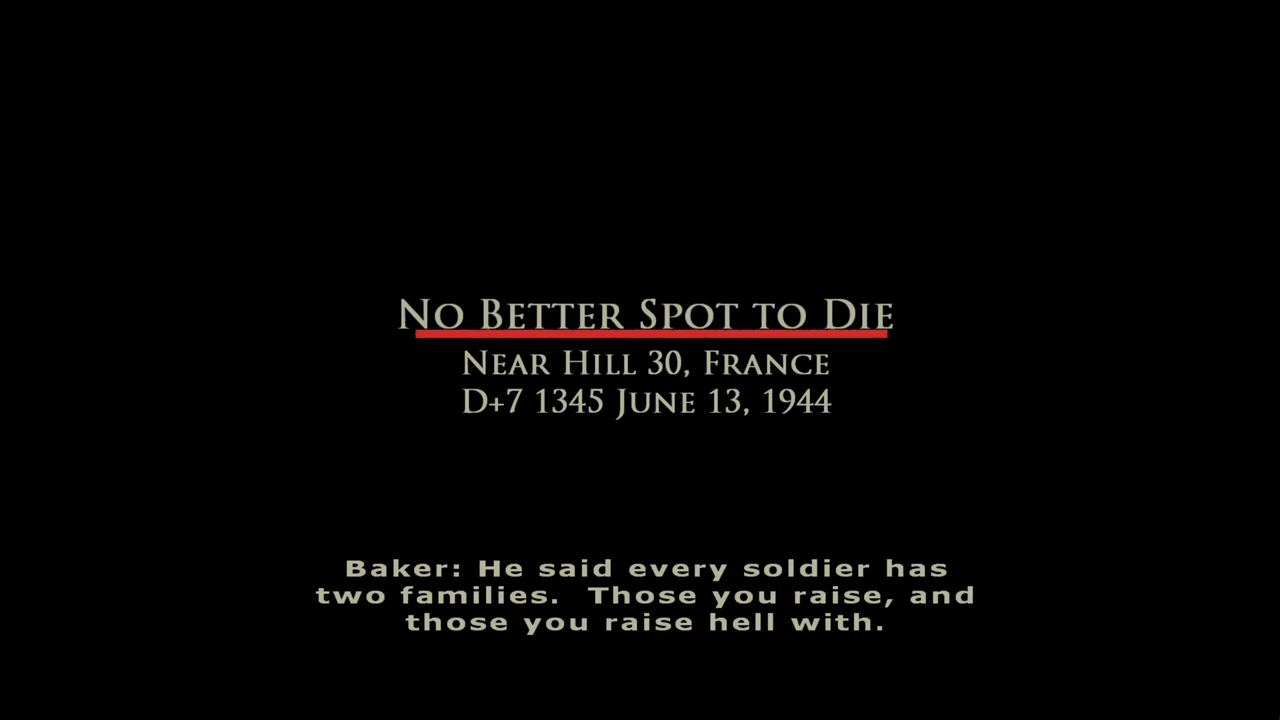 No Better Spot to Die
Near Hill 30, France
D+7 1345 June 13, 1944
Baker: He said every soldier has
two families.  Those you raise, and
those you raise hell with.